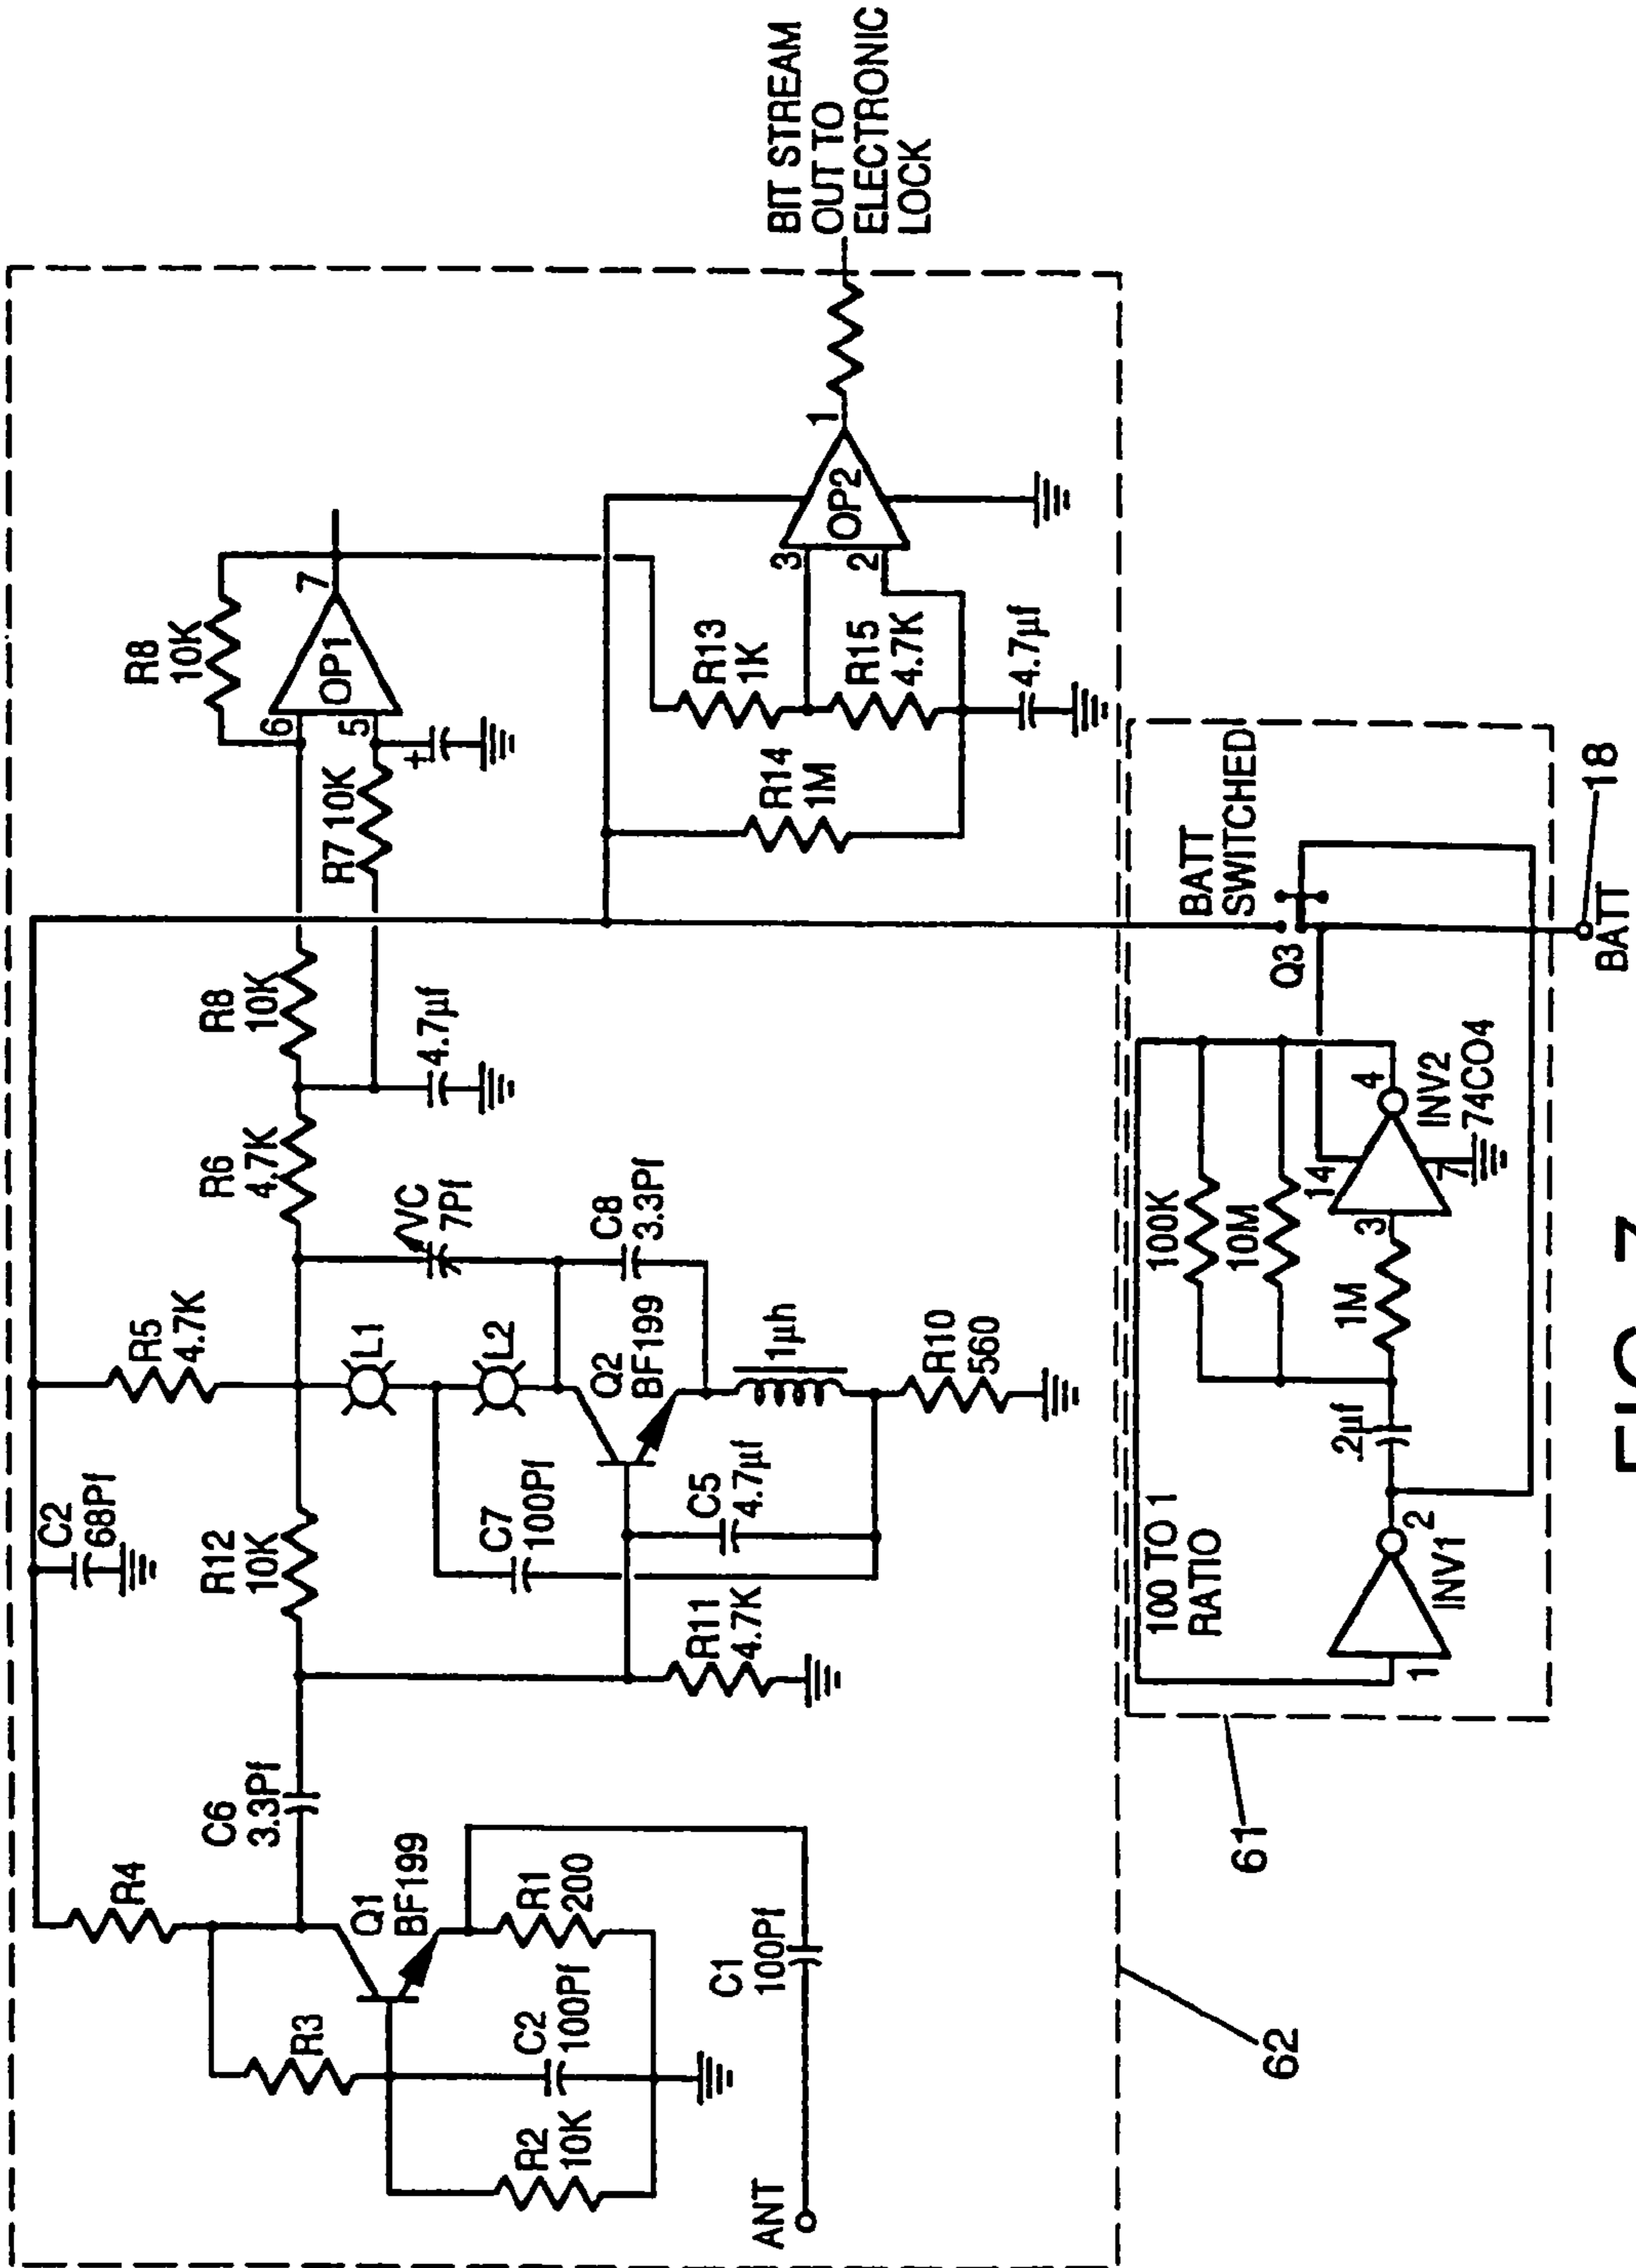 C2
68Pf
R4
R5
4.7K
C6
3.3Pf
R12
10K
R6
4.7K
R8
10K
R8
10K
R3
Q1
BF199
L1
VC
7Pf
R7 10K
6
5
OP1
7
+
L2
4.7µf
R2
10K
C2
100Pf
R1
200
R11
4.7K
C7
100Pf
C5
4.7µf
Q2
BF199
C8
3.3Pf
1µh
R10
560
ANT
C1
100Pf
R14
1M
R13
1K
R15
4.7K
4.7µf
3
2
OP2
1
BIT STREAM
OUT TO
ELECTRONIC
LOCK
62
61
100 TO 1
RATIO
100K
10M
BATT
SWITCHED
Q3
1
INV1
2
.2µf
1M
3
14
7
4
INV2
74CO4
BATT
18
FIG. 7